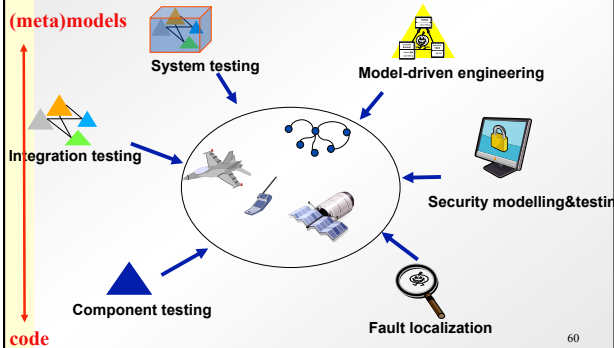 (meta)models
System testing
Model-driven engineering
Integration testing
Security modelling&testin
Component testing
Fault localization
code
60